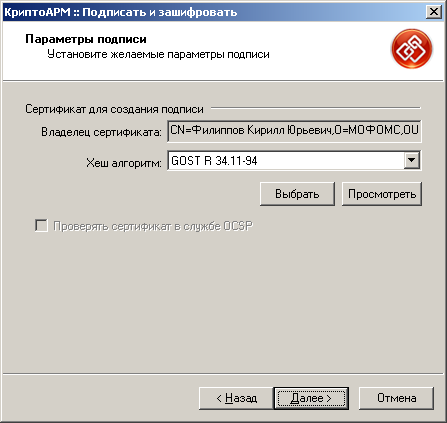 КриптоАРМ :: Подписать и зашифровать
Параметры подписи
Установите желаемые параметры подписи
Сертификат для создания подписи
Владелец сертификата: CN=Филиппов Кирилл Юрьевич,O=МОФОМС,OU
Хеш алгоритм: GOST R 34.11-94
Выбрать Просмотреть
Проверять сертификат в службе OCSP
< Назад Далее > Отмена